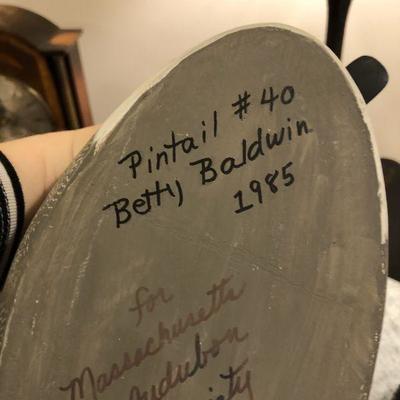 Pintail #40
Betty Baldwin
1985
for
Massachusetts
Audubon